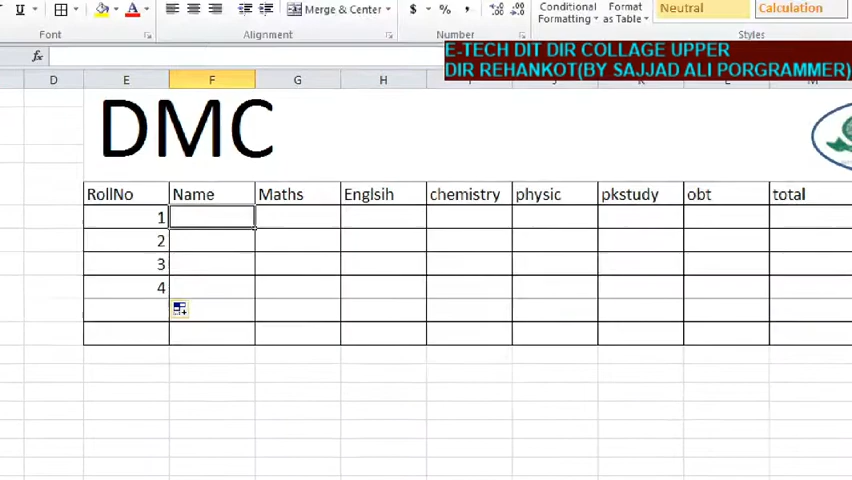 U A Merge & Center $ % , Conditional Format Neutral Calculation
Formatting as Table
Font Alignment Number Styles
fx
E-TECH DIT DIR COLLAGE UPPER
DIR REHANKOT(BY SAJJAD ALI PORGRAMMER)
D E F G H
DMC
RollNo Name Maths Englsih chemistry physic pkstudy obt total
1
2
3
4